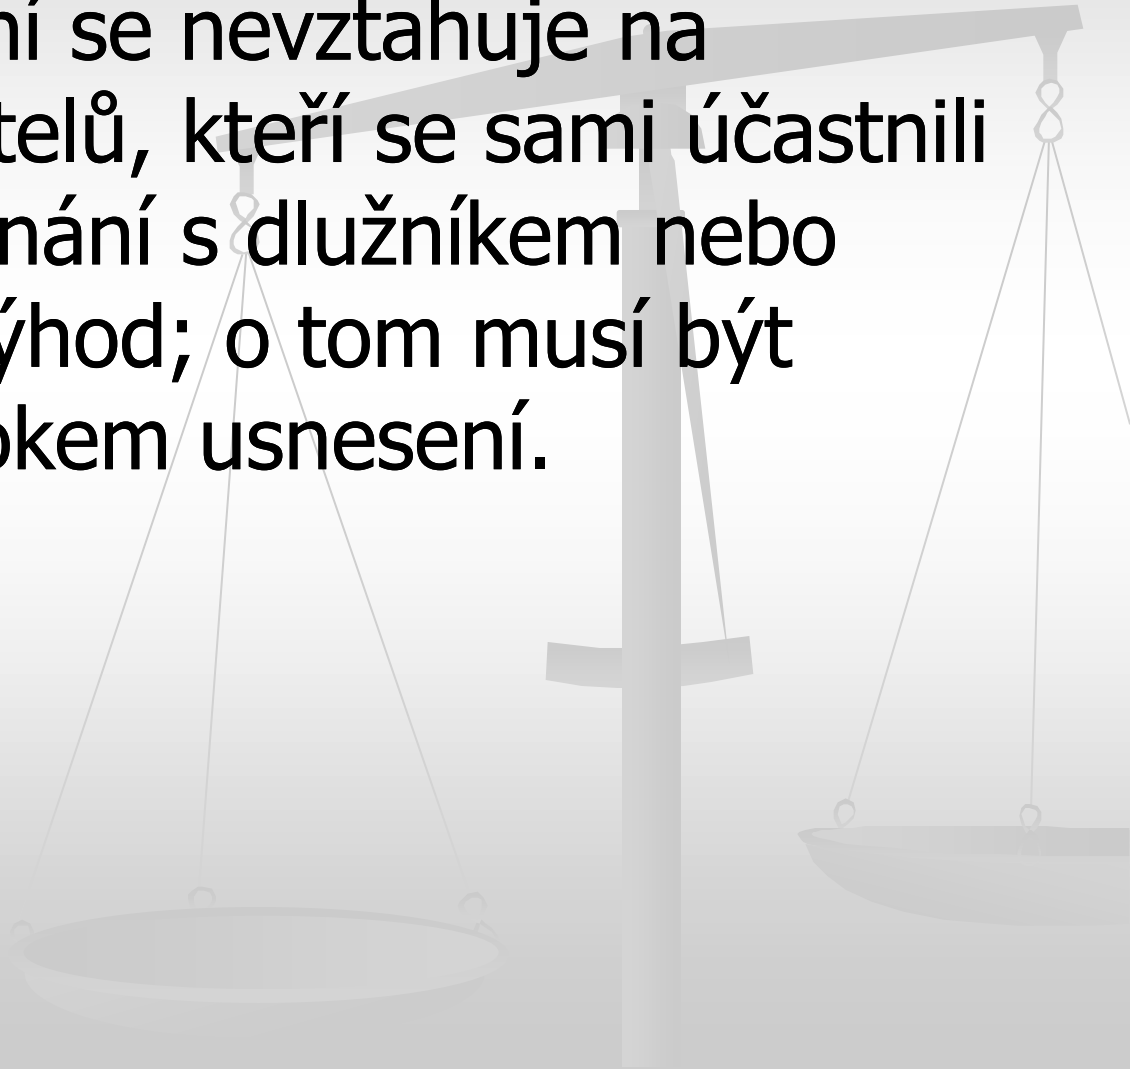 ní se nevztahuje na
telů, kteří se sami účastnili
nání s dlužníkem nebo
ýhod; o tom musí být
okem usnesení.